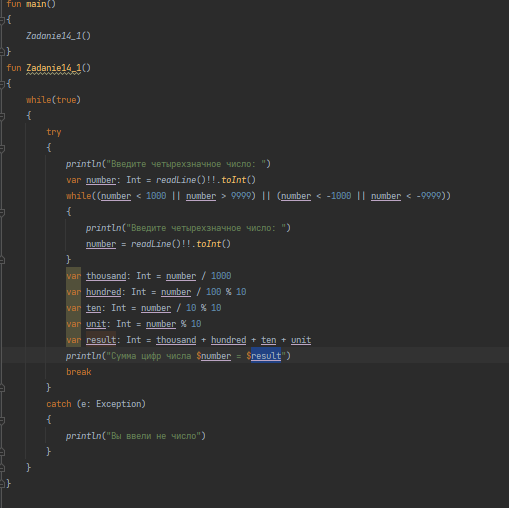 fun main()
{
    Zadanie14_1()
}
fun Zadanie14_1()
{
    while(true)
    {
        try
        {
            println("Введите четырехзначное число: ")
            var number: Int = readLine()!!.toInt()
            while((number < 1000 || number > 9999) || (number < -1000 || number < -9999))
            {
                println("Введите четырехзначное число: ")
                number = readLine()!!.toInt()
            }
            var thousand: Int = number / 1000
            var hundred: Int = number / 100 % 10
            var ten: Int = number / 10 % 10
            var unit: Int = number % 10
            var result: Int = thousand + hundred + ten + unit
            println("Сумма цифр числа $number = $result")
            break
        }
        catch (e: Exception)
        {
            println("Вы ввели не число")
        }
    }
}